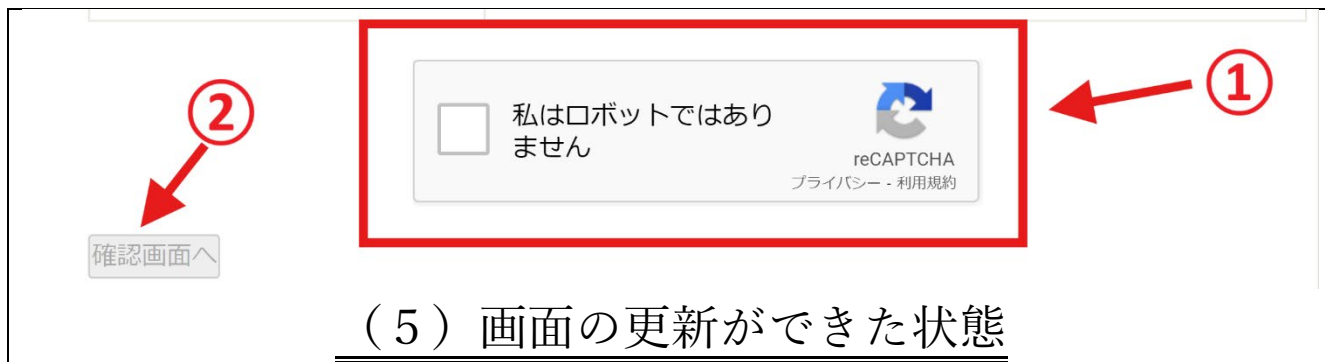 ①
②
私はロボットではあり
ません
reCAPTCHA
プライバシー - 利用規約
確認画面へ
（5）画面の更新ができた状態